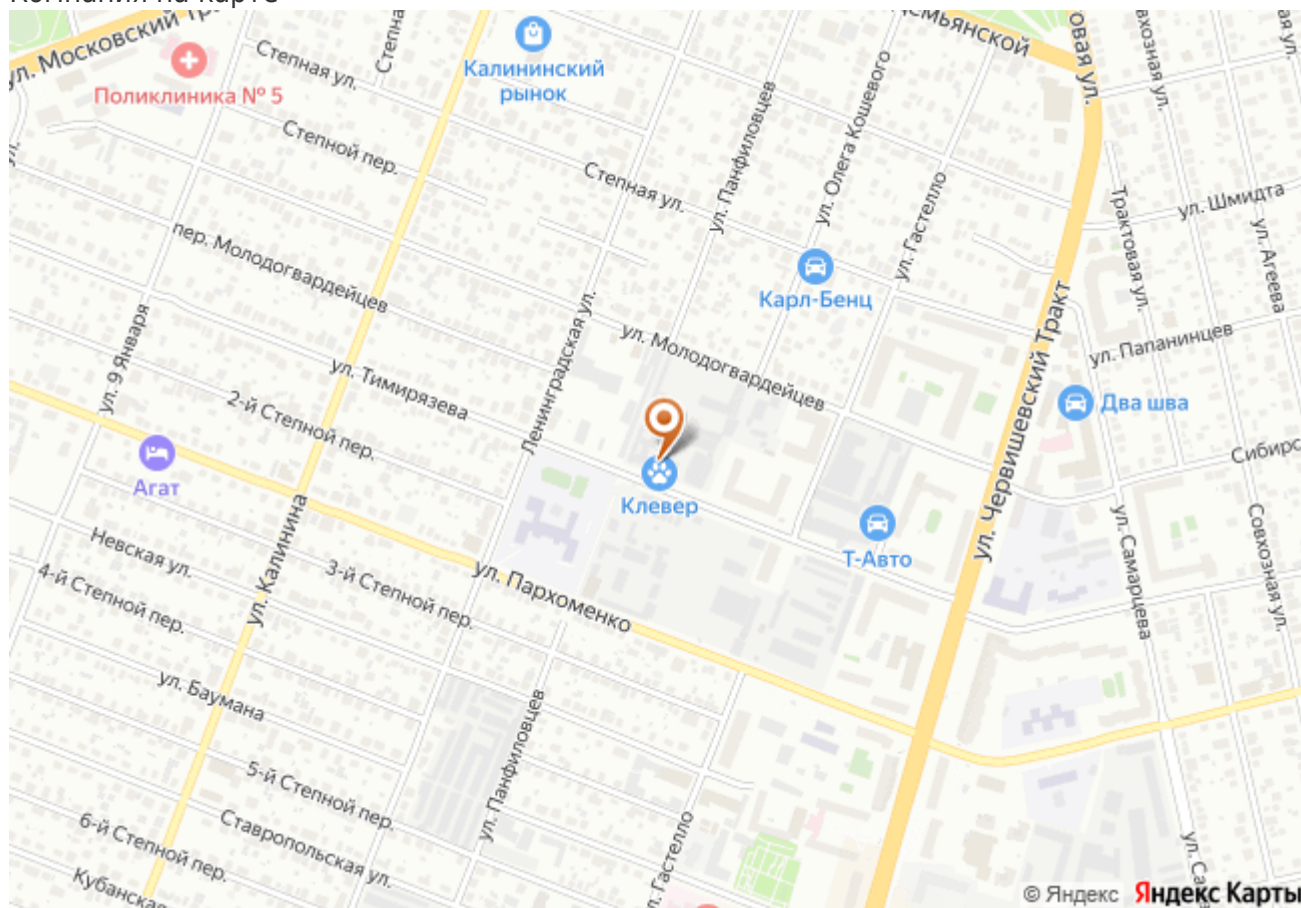 Компания на карте
ул. Московский Тракт
Поликлиника № 5
Степная ул.
Калининский
рынок
Степной пер.
Степная ул.
ул. Панфиловцев
ул. Олега Кошевого
ул. Гастелло
Трактовая ул.
ул. Шмидта
ул. Агеева
пер. Молодогвардейцев
Карл-Бенц
ул. 9 Января
ул. Тимирязева
Ленинградская ул.
ул. Молодогвардейцев
ул. Червишевский Тракт
ул. Папанинцев
Два шва
2-й Степной пер.
Агат
Клевер
Т-Авто
Сибирс
Совхозная ул.
ул. Самарцева
Невская ул.
ул. Калинина
3-й Степной пер.
ул. Пархоменко
4-й Степной пер.
ул. Баумана
ул. Панфиловцев
5-й Степной пер.
6-й Степной пер.
Ставропольская ул.
ул. Гастелло
Кубанская
© Яндекс Яндекс Карты